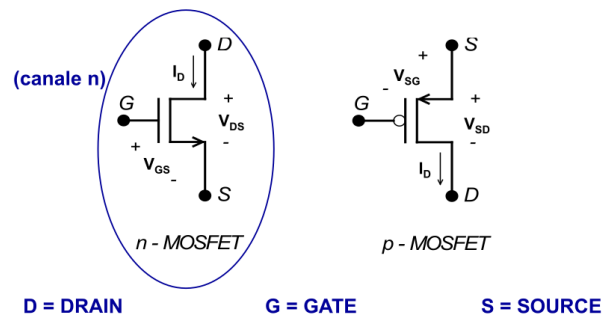 D
S
(canale n)
I_D
+
V_SG
-
G
+
V_DS
-
G
+
V_SD
-
+
V_GS
-
I_D
S
D
n - MOSFET
p - MOSFET
D = DRAIN
G = GATE
S = SOURCE